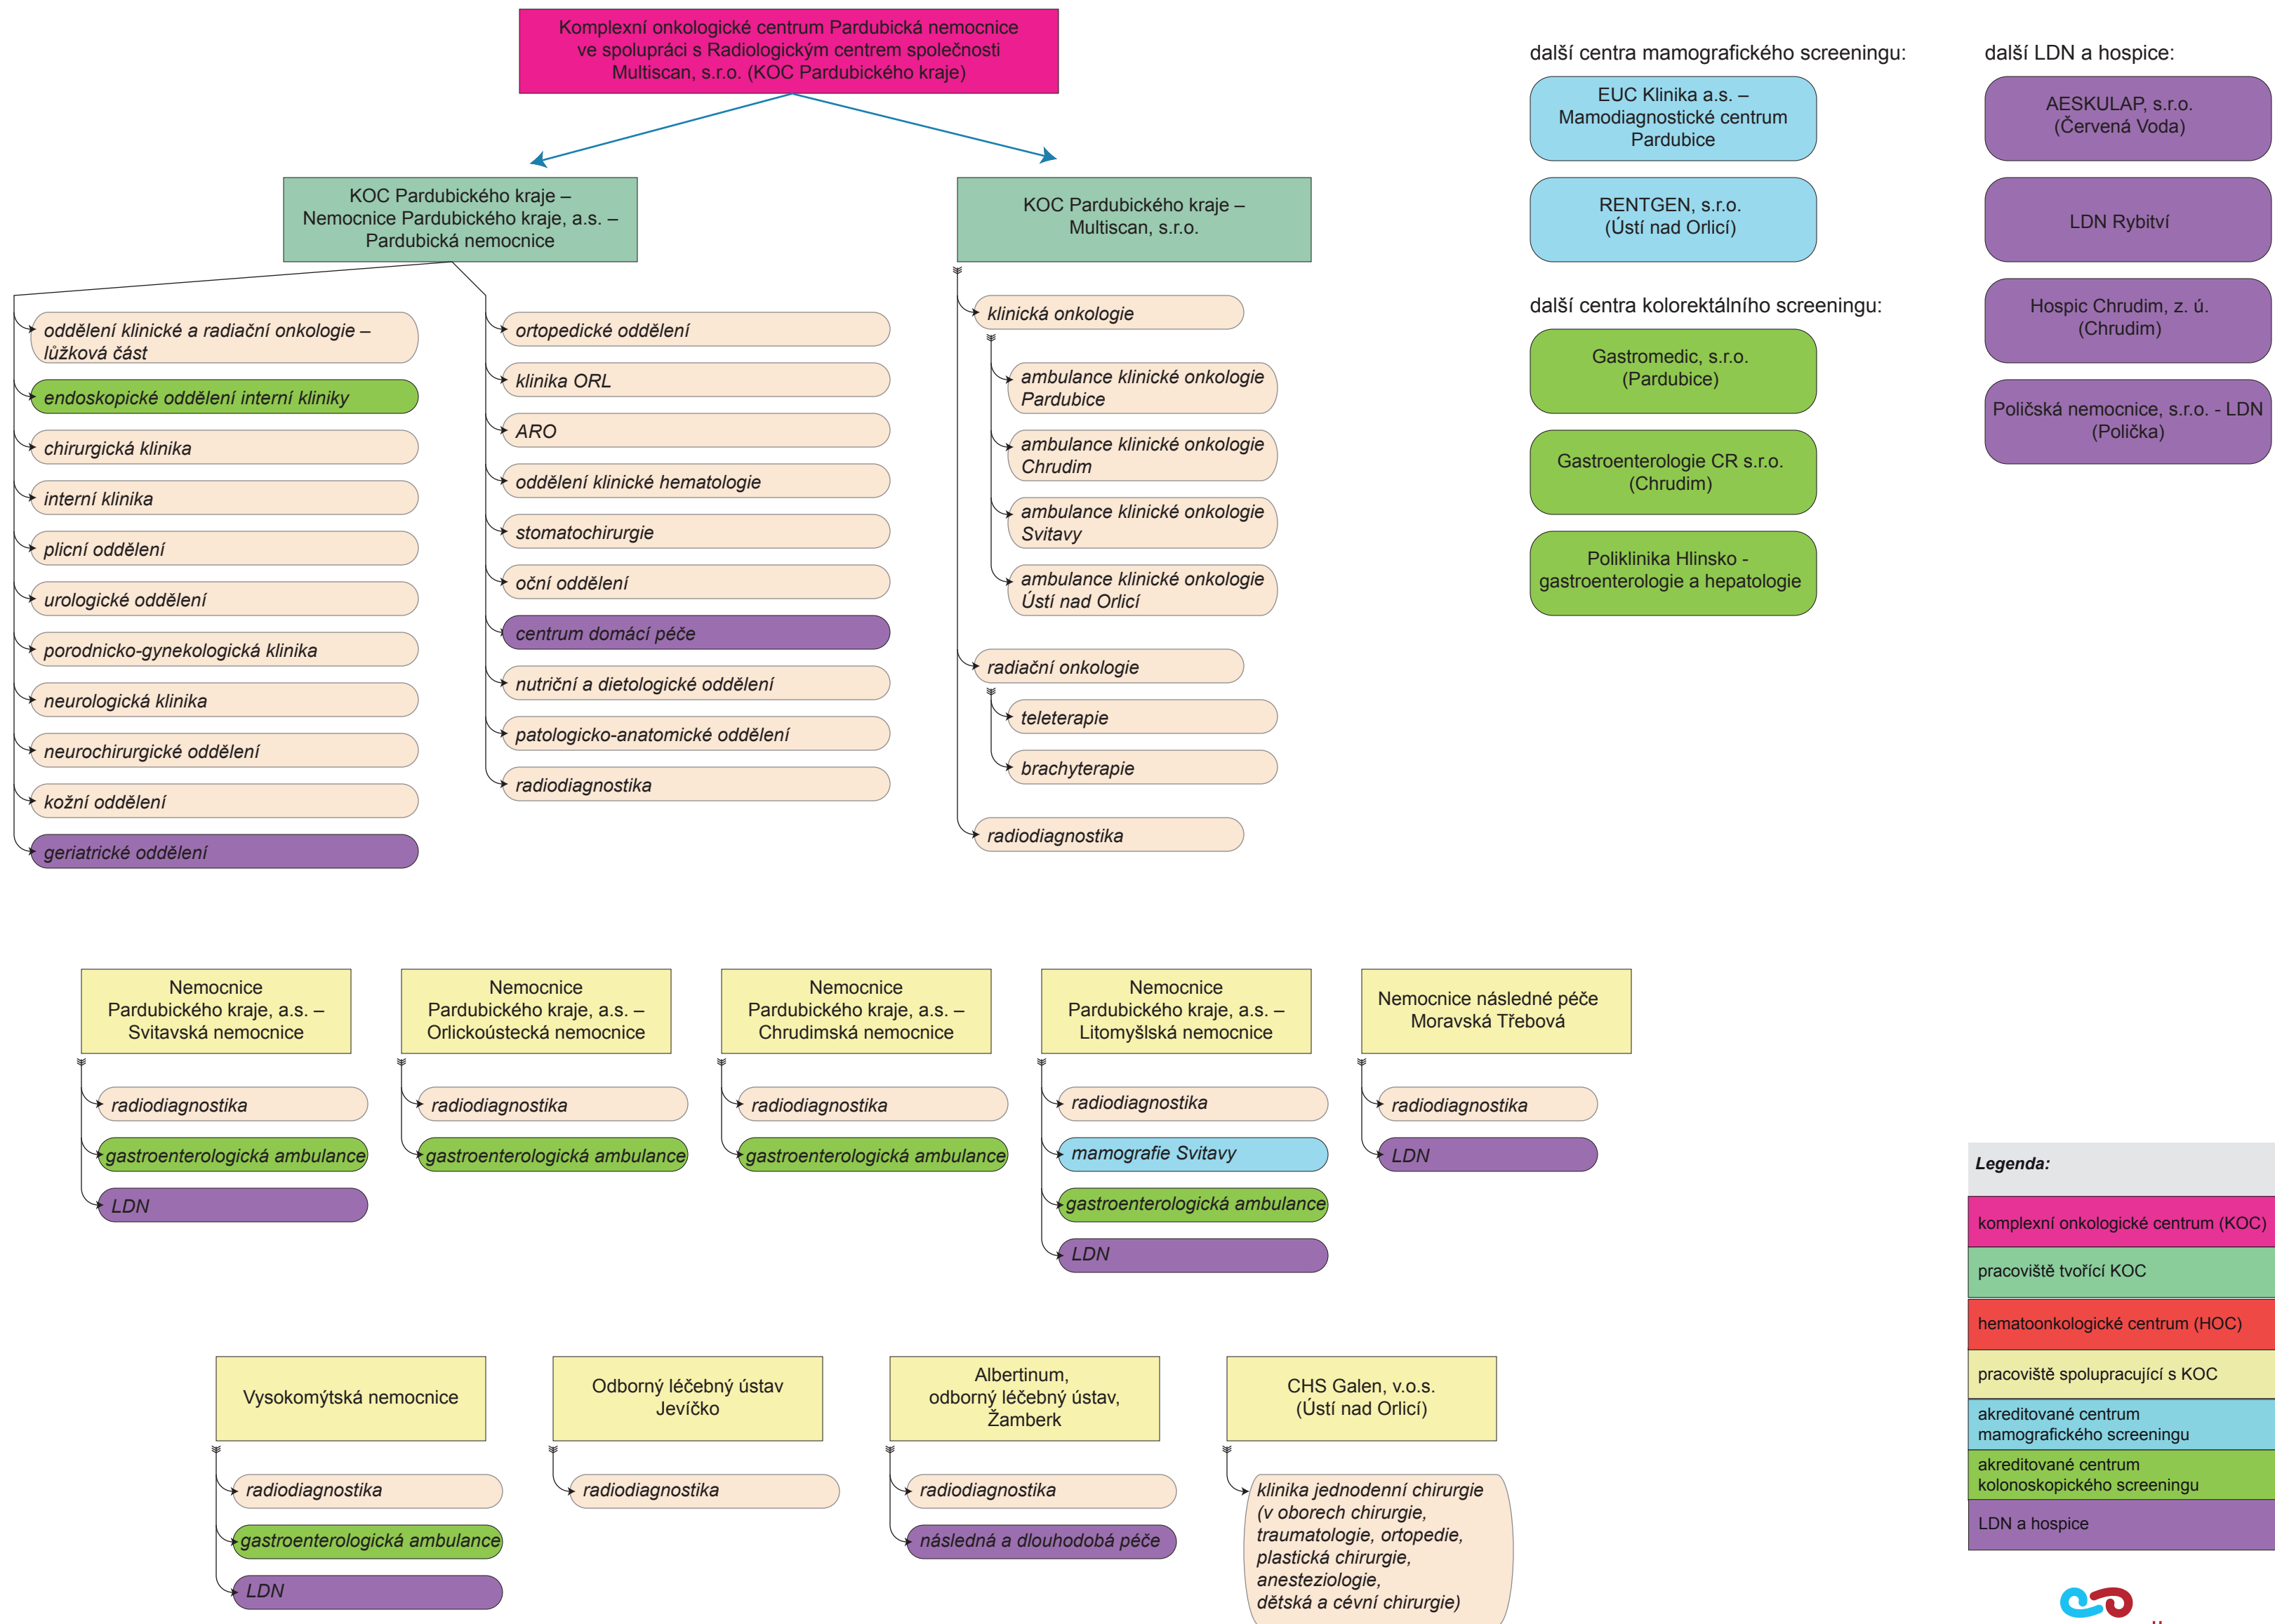 Komplexní onkologické centrum Pardubická nemocnice
ve spolupráci s Radiologickým centrem společnosti
Multiscan, s.r.o. (KOC Pardubického kraje)
KOC Pardubického kraje –
Nemocnice Pardubického kraje, a.s. –
Pardubická nemocnice
oddělení klinické a radiační onkologie –
lůžková část
endoskopické oddělení interní kliniky
chirurgická klinika
interní klinika
plicní oddělení
urologické oddělení
porodnicko-gynekologická klinika
neurologická klinika
neurochirurgické oddělení
kožní oddělení
geriatrické oddělení
ortopedické oddělení
klinika ORL
ARO
oddělení klinické hematologie
stomatochirurgie
oční oddělení
centrum domácí péče
nutriční a dietologické oddělení
patologicko-anatomické oddělení
radiodiagnostika
KOC Pardubického kraje –
Multiscan, s.r.o.
klinická onkologie
ambulance klinické onkologie
Pardubice
ambulance klinické onkologie
Chrudim
ambulance klinické onkologie
Svitavy
ambulance klinické onkologie
Ústí nad Orlicí
radiační onkologie
teleterapie
brachyterapie
radiodiagnostika
další centra mamografického screeningu:
EUC Klinika a.s. –
Mamodiagnostické centrum
Pardubice
RENTGEN, s.r.o.
(Ústí nad Orlicí)
další centra kolorektálního screeningu:
Gastromedic, s.r.o.
(Pardubice)
Gastroenterologie CR s.r.o.
(Chrudim)
Poliklinika Hlinsko -
gastroenterologie a hepatologie
další LDN a hospice:
AESKULAP, s.r.o.
(Červená Voda)
LDN Rybitví
Hospic Chrudim, z. ú.
(Chrudim)
Poličská nemocnice, s.r.o. - LDN
(Polička)
Nemocnice
Pardubického kraje, a.s. –
Svitavská nemocnice
radiodiagnostika
gastroenterologická ambulance
LDN
Nemocnice
Pardubického kraje, a.s. –
Orlickoústecká nemocnice
radiodiagnostika
gastroenterologická ambulance
Nemocnice
Pardubického kraje, a.s. –
Chrudimská nemocnice
radiodiagnostika
gastroenterologická ambulance
Nemocnice
Pardubického kraje, a.s. –
Litomyšlská nemocnice
radiodiagnostika
mamografie Svitavy
gastroenterologická ambulance
LDN
Nemocnice následné péče
Moravská Třebová
radiodiagnostika
LDN
Vysokomýtská nemocnice
radiodiagnostika
gastroenterologická ambulance
LDN
Odborný léčebný ústav
Jevíčko
radiodiagnostika
Albertinum,
odborný léčebný ústav,
Žamberk
radiodiagnostika
následná a dlouhodobá péče
CHS Galen, v.o.s.
(Ústí nad Orlicí)
klinika jednodenní chirurgie
(v oborech chirurgie,
traumatologie, ortopedie,
plastická chirurgie,
anesteziologie,
dětská a cévní chirurgie)
Legenda:
komplexní onkologické centrum (KOC)
pracoviště tvořící KOC
hematoonkologické centrum (HOC)
pracoviště spolupracující s KOC
akreditované centrum
mamografického screeningu
akreditované centrum
kolonoskopického screeningu
LDN a hospice